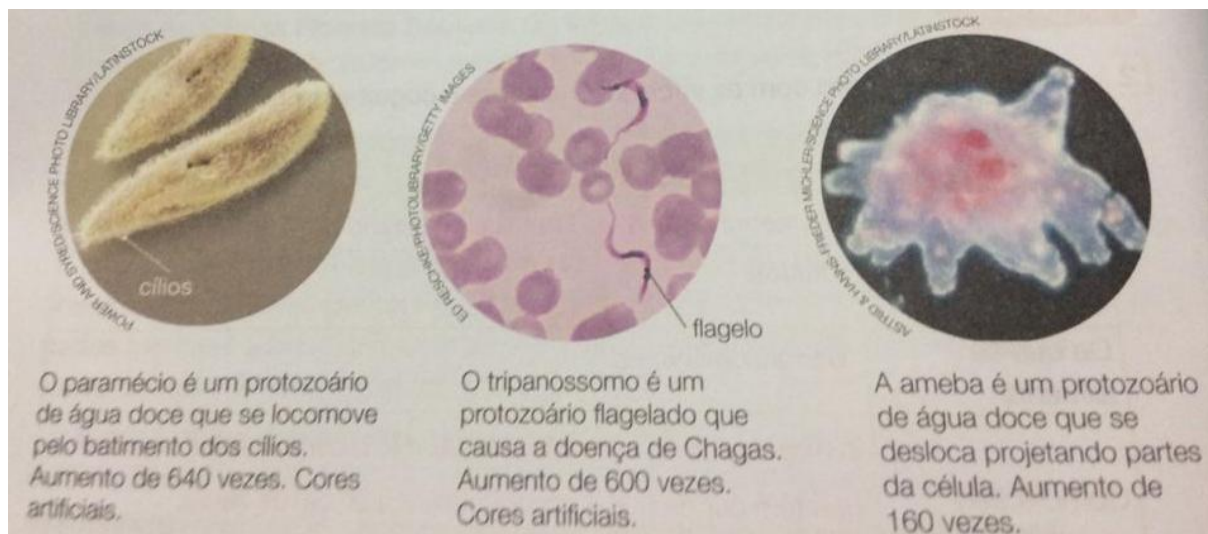 POWER AND SYRED/SCIENCE PHOTO LIBRARY/LATINSTOCK
cílios
O paramécio é um protozoário
de água doce que se locomove
pelo batimento dos cílios.
Aumento de 640 vezes. Cores
artificiais.
ED RESCHKE/PHOTOLIBRARY/GETTY IMAGES
flagelo
O tripanossomo é um
protozoário flagelado que
causa a doença de Chagas.
Aumento de 600 vezes.
Cores artificiais.
ASTRID & HANNS-FRIEDER MICHLER/SCIENCE PHOTO LIBRARY/LATINSTOCK
A ameba é um protozoário
de água doce que se
desloca projetando partes
da célula. Aumento de
160 vezes.